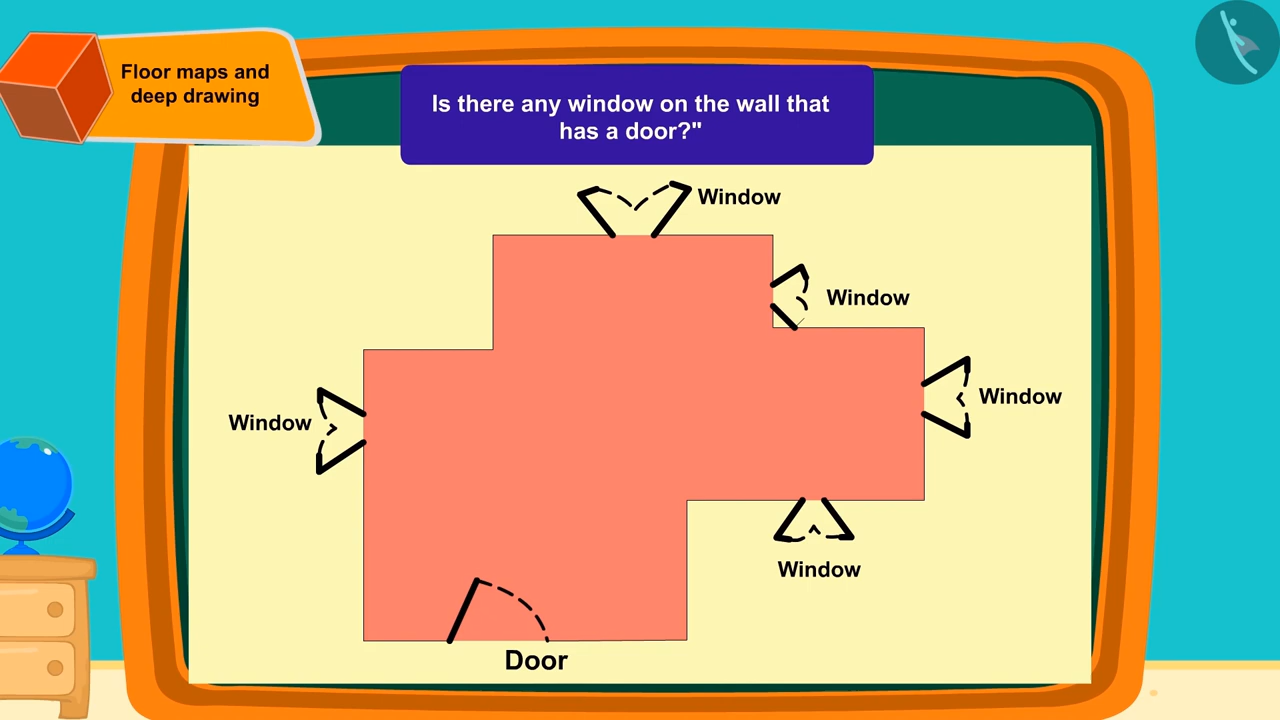 Floor maps and
deep drawing
Is there any window on the wall that
has a door?"
Window
Window
Window
Window
Window
Door